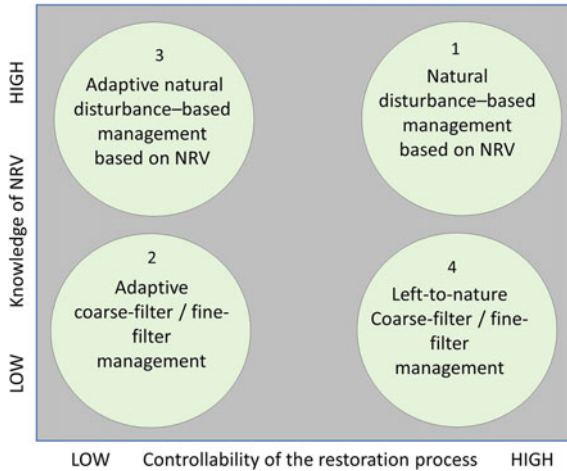 HIGH
Knowledge of NRV
LOW
3
Adaptive natural
disturbance–based
management
based on NRV
1
Natural
disturbance–based
management
based on NRV
2
Adaptive
coarse-filter / fine-
filter
management
4
Left-to-nature
Coarse-filter / fine-
filter
management
LOW Controllability of the restoration process HIGH